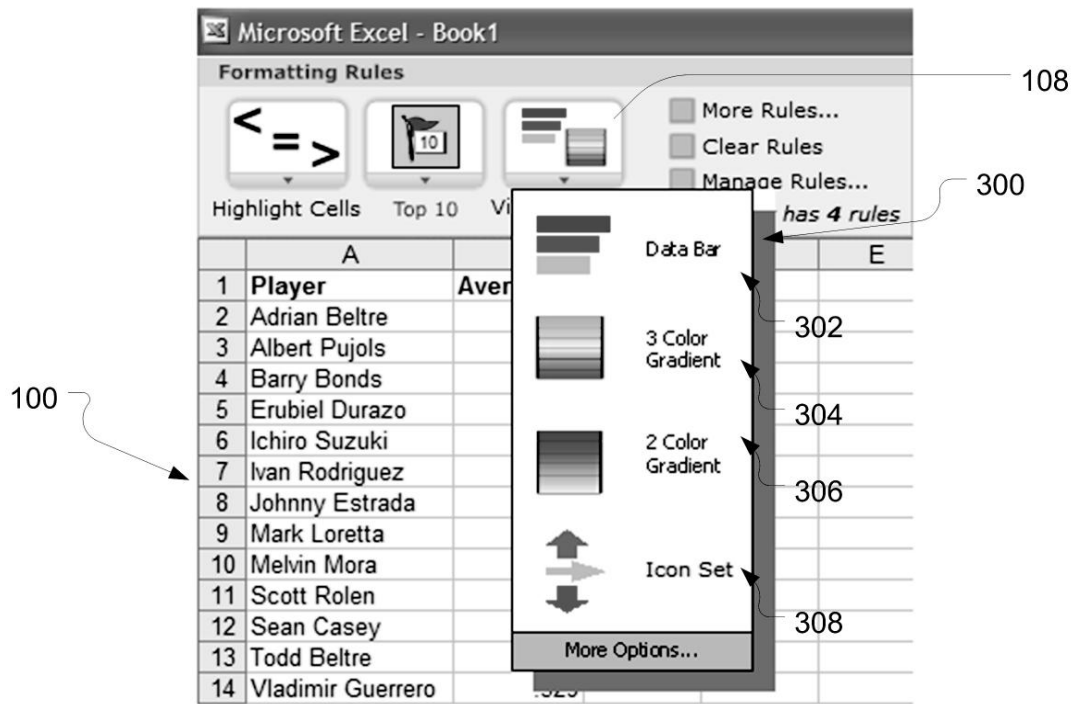 Microsoft Excel - Book1
Formatting Rules
108
More Rules...
Clear Rules
Manage Rules...
300
Highlight Cells Top 10
has 4 rules
10
A E
1 Player Aver
Data Bar
302
2 Adrian Beltre
3 Albert Pujols
3 Color
Gradient
304
4 Barry Bonds
100
5 Erubiel Durazo
6 Ichiro Suzuki
2 Color
Gradient
306
7 Ivan Rodriguez
8 Johnny Estrada
9 Mark Loretta
10 Melvin Mora
Icon Set
308
11 Scott Rolen
12 Sean Casey
13 Todd Beltre
More Options...
14 Vladimir Guerrero